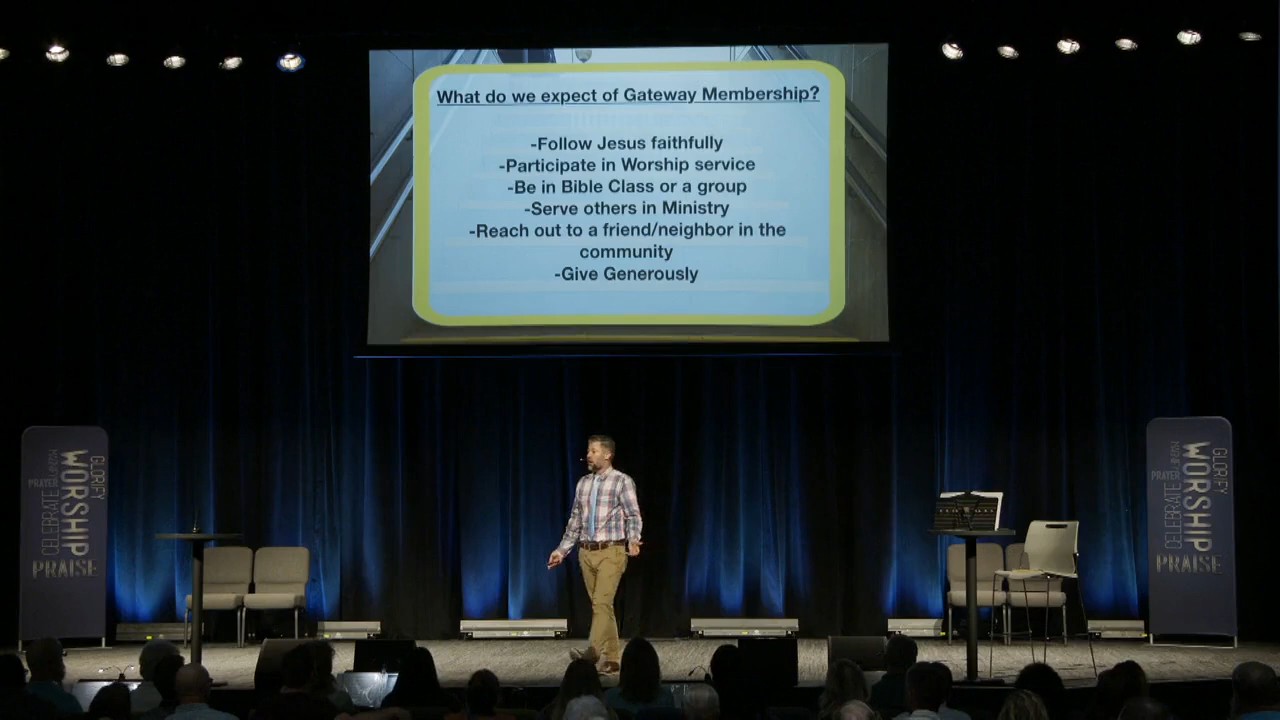 What do we expect of Gateway Membership?
-Follow Jesus faithfully
-Participate in Worship service
-Be in Bible Class or a group
-Serve others in Ministry
-Reach out to a friend/neighbor in the
community
-Give Generously
GLORIFY
WORSHIP
CELEBRATE
PRAYER
PRAISE
GLORIFY
WORSHIP
CELEBRATE
PRAYER
PRAISE